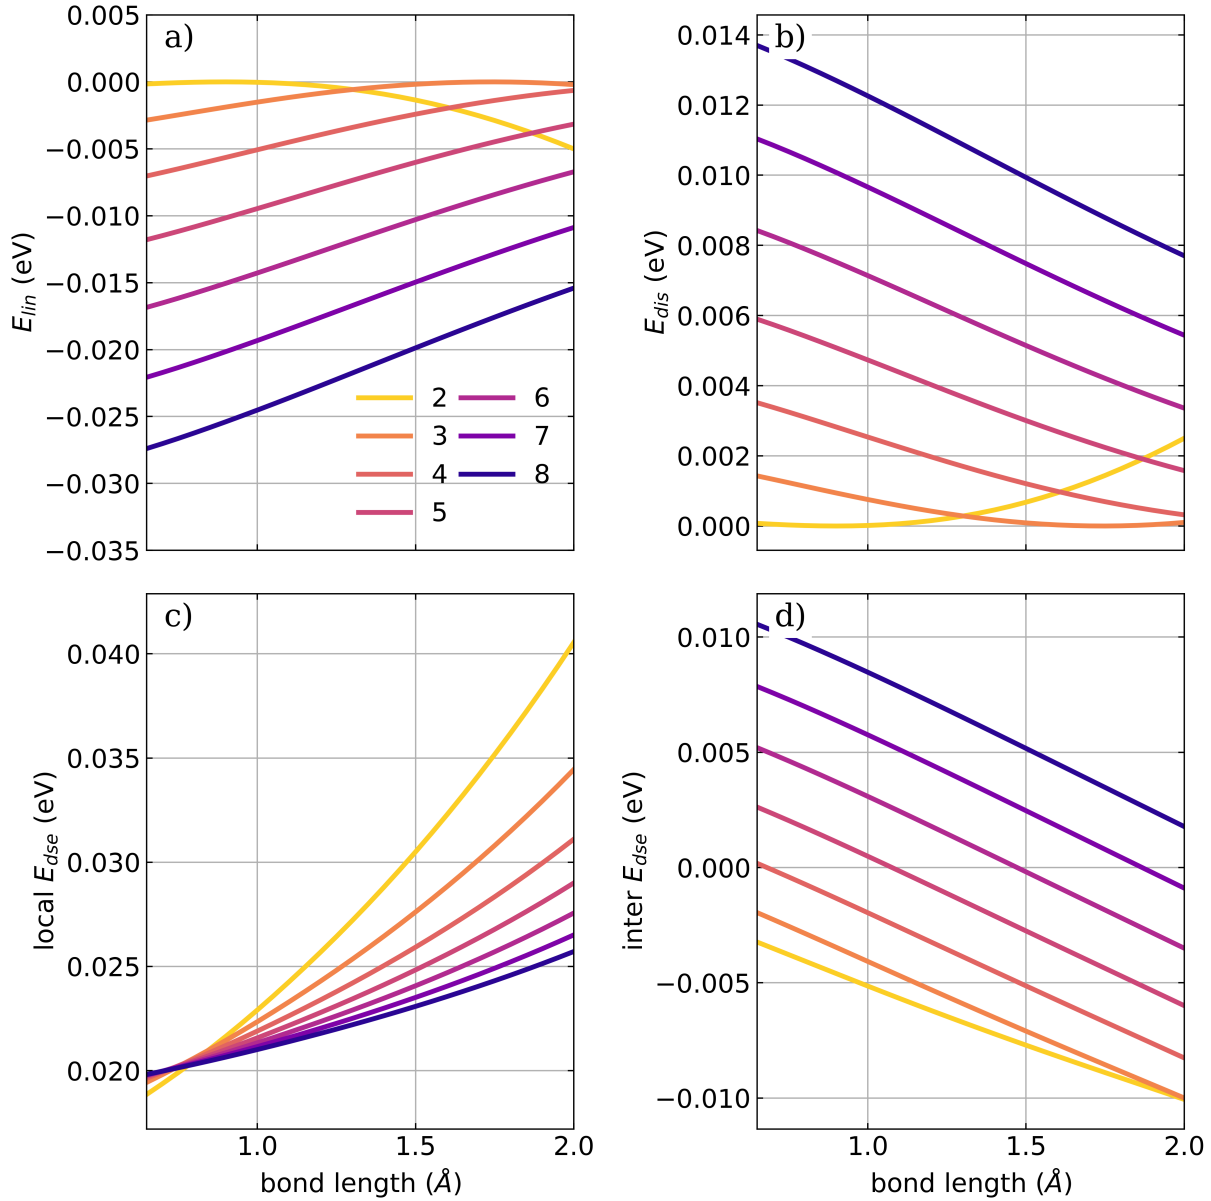 a)
0.005
0.000
−0.005
−0.010
−0.015
−0.020
−0.025
−0.030
−0.035
E_lin (eV)
2 6
3 7
4 8
5
b)
0.014
0.012
0.010
0.008
0.006
0.004
0.002
0.000
E_dis (eV)
c)
0.040
0.035
0.030
0.025
0.020
local E_dse (eV)
1.0 1.5 2.0
bond length (Å)
d)
0.010
0.005
0.000
−0.005
−0.010
inter E_dse (eV)
1.0 1.5 2.0
bond length (Å)